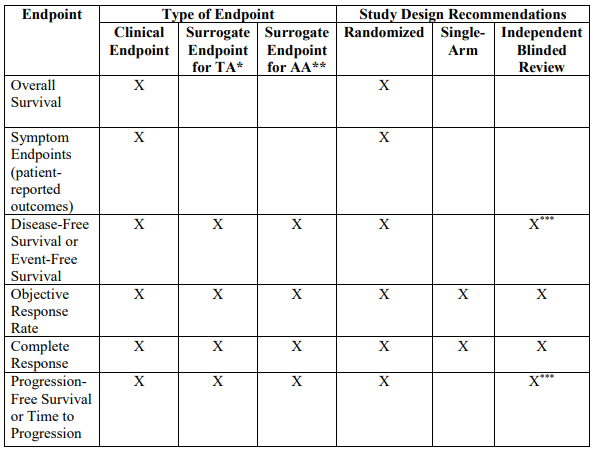 Endpoint Type of Endpoint Study Design Recommendations
Clinical Surrogate Surrogate Randomized Single- Independent
Endpoint Endpoint Endpoint Arm Blinded
for TA* for AA** Review
Overall X X
Survival
Symptom X X
Endpoints
(patient-
reported
outcomes)
Disease-Free X X X X X***
Survival or
Event-Free
Survival
Objective X X X X X X
Response
Rate
Complete X X X X X X
Response
Progression- X X X X X***
Free Survival
or Time to
Progression